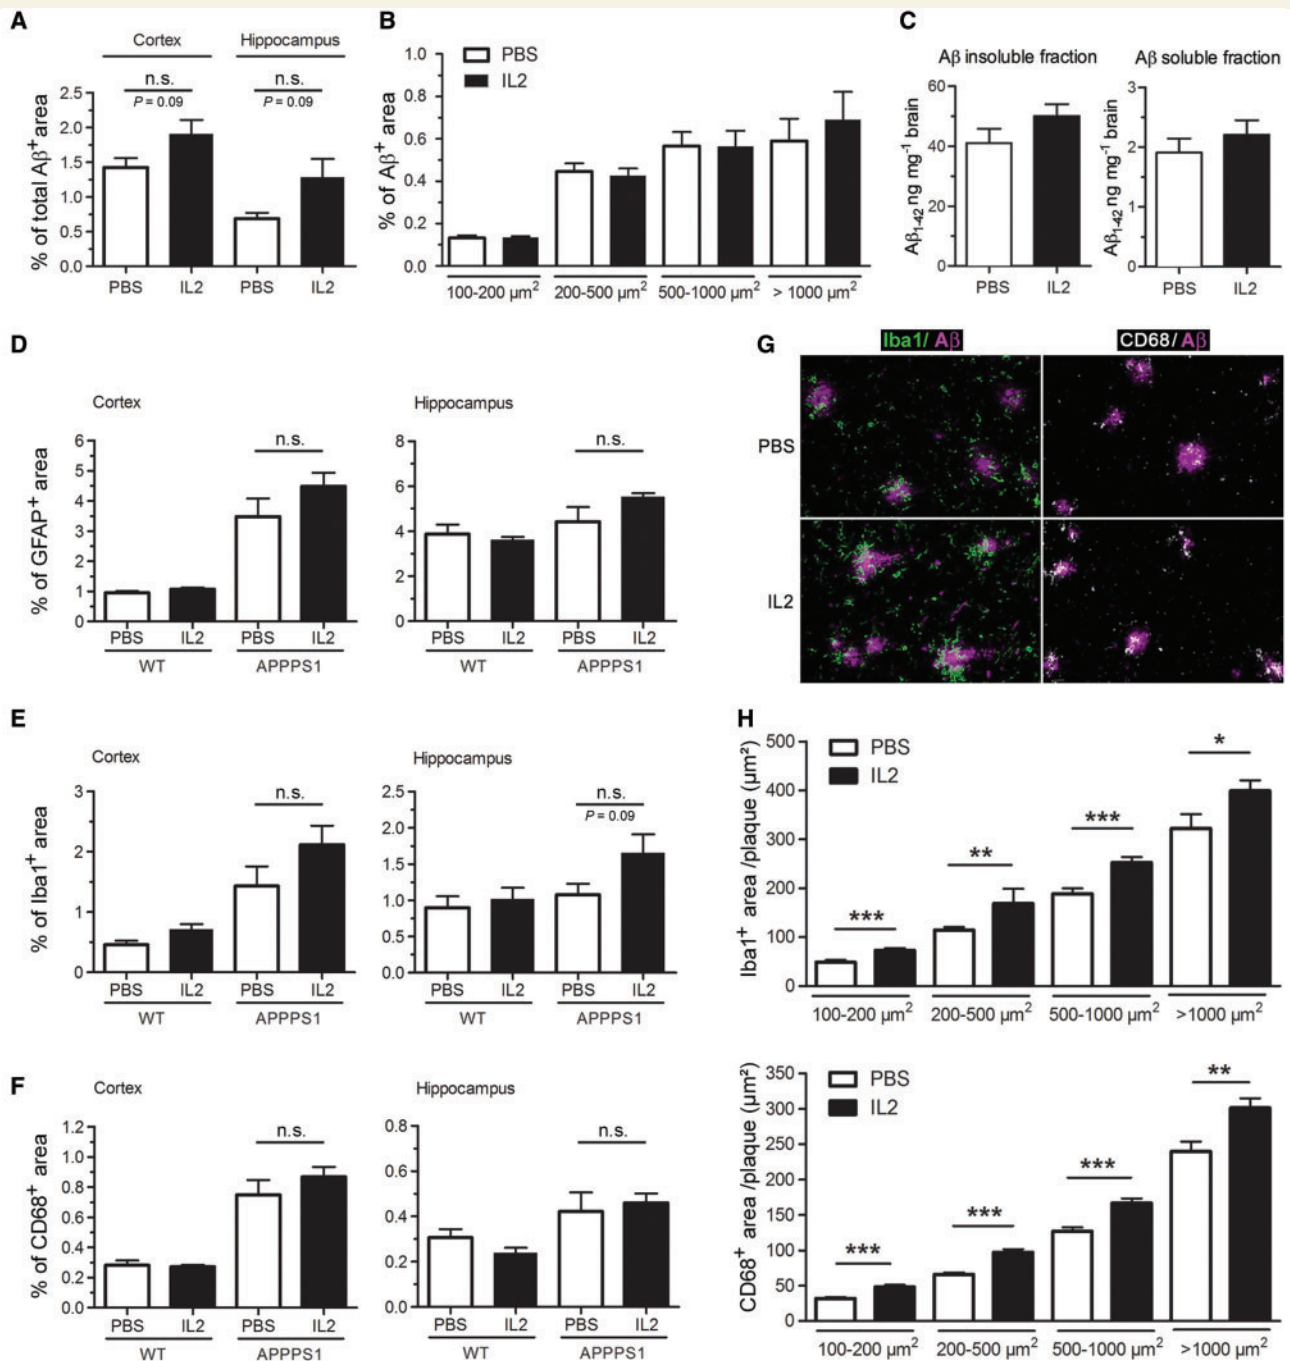 A
Cortex
Hippocampus
n.s.
P = 0.09
n.s.
P = 0.09
% of total Aβ⁺ area
2.5
2.0
1.5
1.0
0.5
0.0
PBS
IL2
PBS
IL2
B
PBS
IL2
% of Aβ⁺ area
1.0
0.8
0.6
0.4
0.2
0.0
100-200 µm²
200-500 µm²
500-1000 µm²
> 1000 µm²
C
Aβ insoluble fraction
Aβ₁₋₄₂ ng mg⁻¹ brain
60
40
20
0
PBS
IL2
Aβ soluble fraction
Aβ₁₋₄₂ ng mg⁻¹ brain
3
2
1
0
PBS
IL2
D
Cortex
% of GFAP⁺ area
6
5
4
3
2
1
0
n.s.
PBS
IL2
PBS
IL2
WT
APPPS1
Hippocampus
8
6
4
2
0
n.s.
PBS
IL2
PBS
IL2
WT
APPPS1
G
Iba1/ Aβ
CD68/ Aβ
PBS
IL2
E
Cortex
% of Iba1⁺ area
3
2
1
0
n.s.
PBS
IL2
PBS
IL2
WT
APPPS1
Hippocampus
2.5
2.0
1.5
1.0
0.5
0.0
n.s.
P = 0.09
PBS
IL2
PBS
IL2
WT
APPPS1
F
Cortex
% of CD68⁺ area
1.2
1.0
0.8
0.6
0.4
0.2
0.0
n.s.
PBS
IL2
PBS
IL2
WT
APPPS1
Hippocampus
0.8
0.6
0.4
0.2
0.0
n.s.
PBS
IL2
PBS
IL2
WT
APPPS1
H
PBS
IL2
Iba1⁺ area /plaque (µm²)
500
400
300
200
100
0
***
**
***
*
100-200 µm²
200-500 µm²
500-1000 µm²
>1000 µm²
PBS
IL2
CD68⁺ area /plaque (µm²)
350
300
250
200
150
100
50
0
***
***
***
**
100-200 µm²
200-500 µm²
500-1000 µm²
>1000 µm²